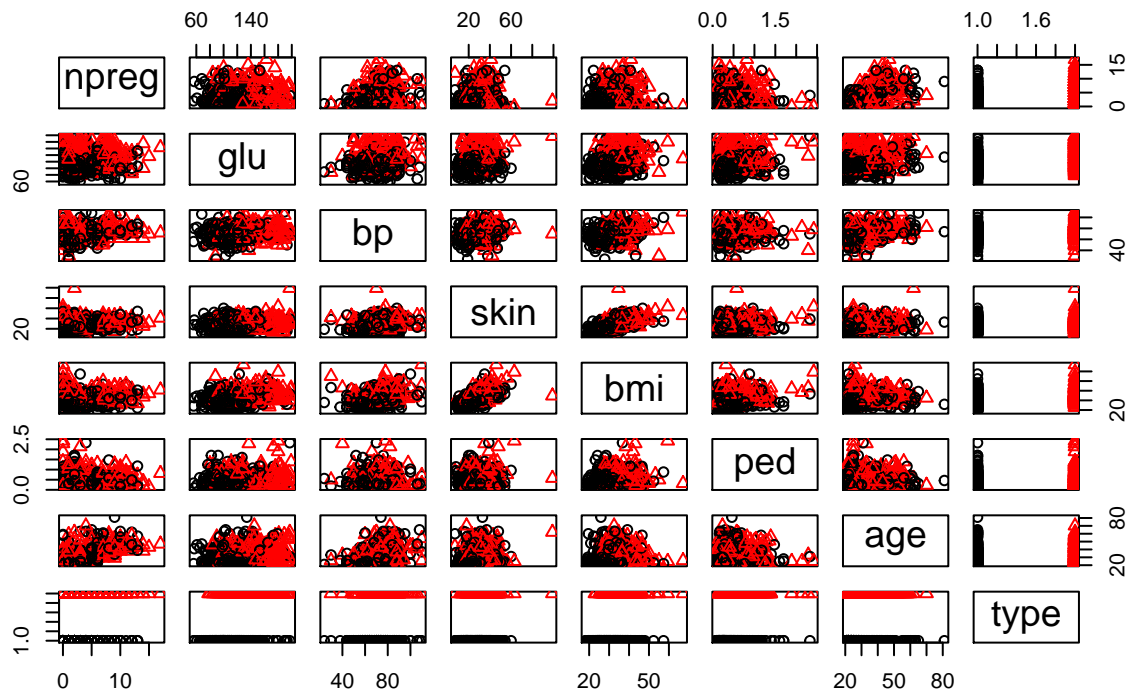 60 140 20 60 0.0 1.5 1.0 1.6
npreg 0 15
60 glu
bp 40
20 skin
bmi 20
0.0 2.5 ped
age 20 80
1.0 type
0 10 40 80 20 50 20 50 80